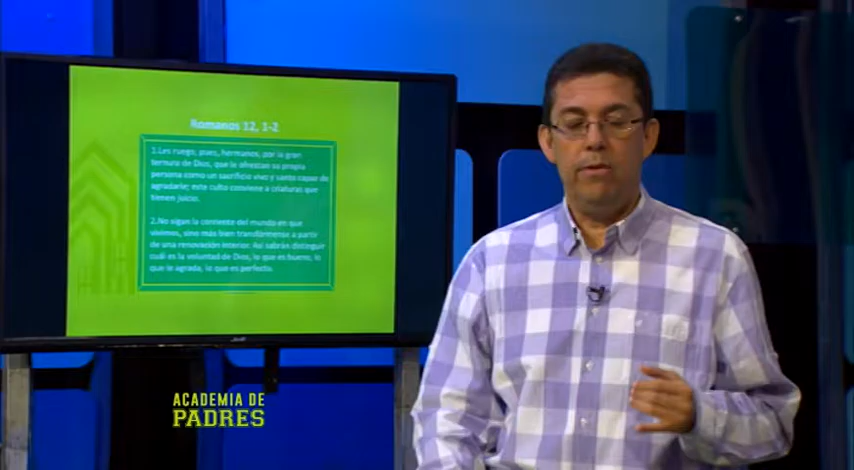 Romanos 12, 1-2
1.Les ruego, pues, hermanos, por la gran
ternura de Dios, que le ofrezcan su propia
persona como un sacrificio vivo y santo capaz de
agradarle; este culto conviene a criaturas que
tienen juicio.
2.No sigan la corriente del mundo en que
vivimos, sino más bien transfórmense a partir
de una renovación interior. Así sabrán distinguir
cuál es la voluntad de Dios, lo que es bueno, lo
que le agrada, lo que es perfecto.
ACADEMIA DE
PADRES